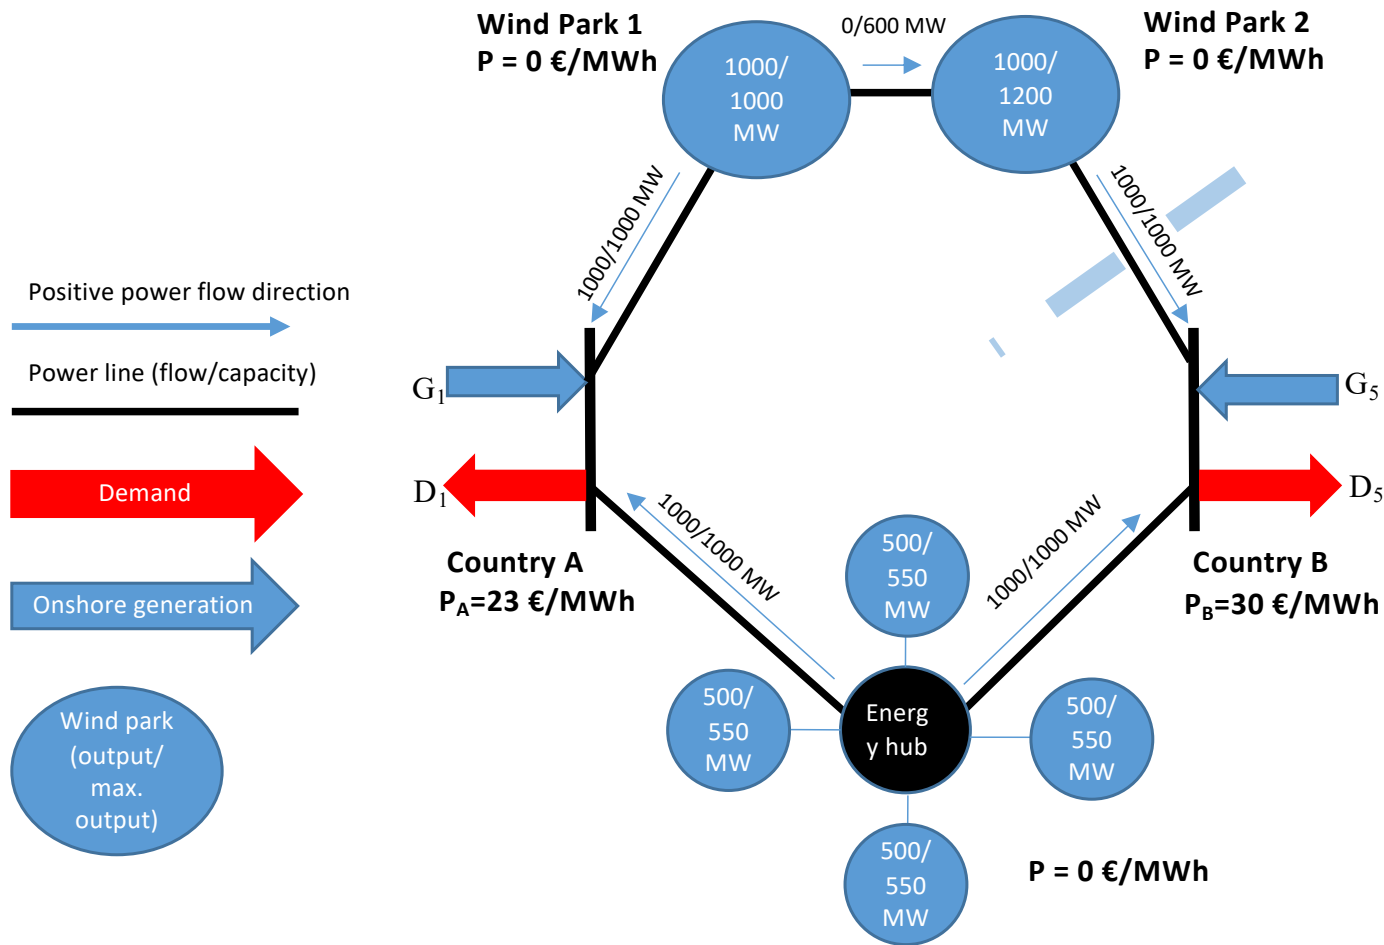 Wind Park 1
P = 0 €/MWh
0/600 MW
Wind Park 2
P = 0 €/MWh
1000/
1000
MW
1000/
1200
MW
1000/1000 MW
1000/1000 MW
Positive power flow direction
Power line (flow/capacity)
Demand
Onshore generation
Wind park
(output/
max.
output)
G1
D1
Country A
PA=23 €/MWh
G5
D5
Country B
PB=30 €/MWh
1000/1000 MW
1000/1000 MW
500/
550
MW
500/
550
MW
Energ
y hub
500/
550
MW
500/
550
MW
P = 0 €/MWh